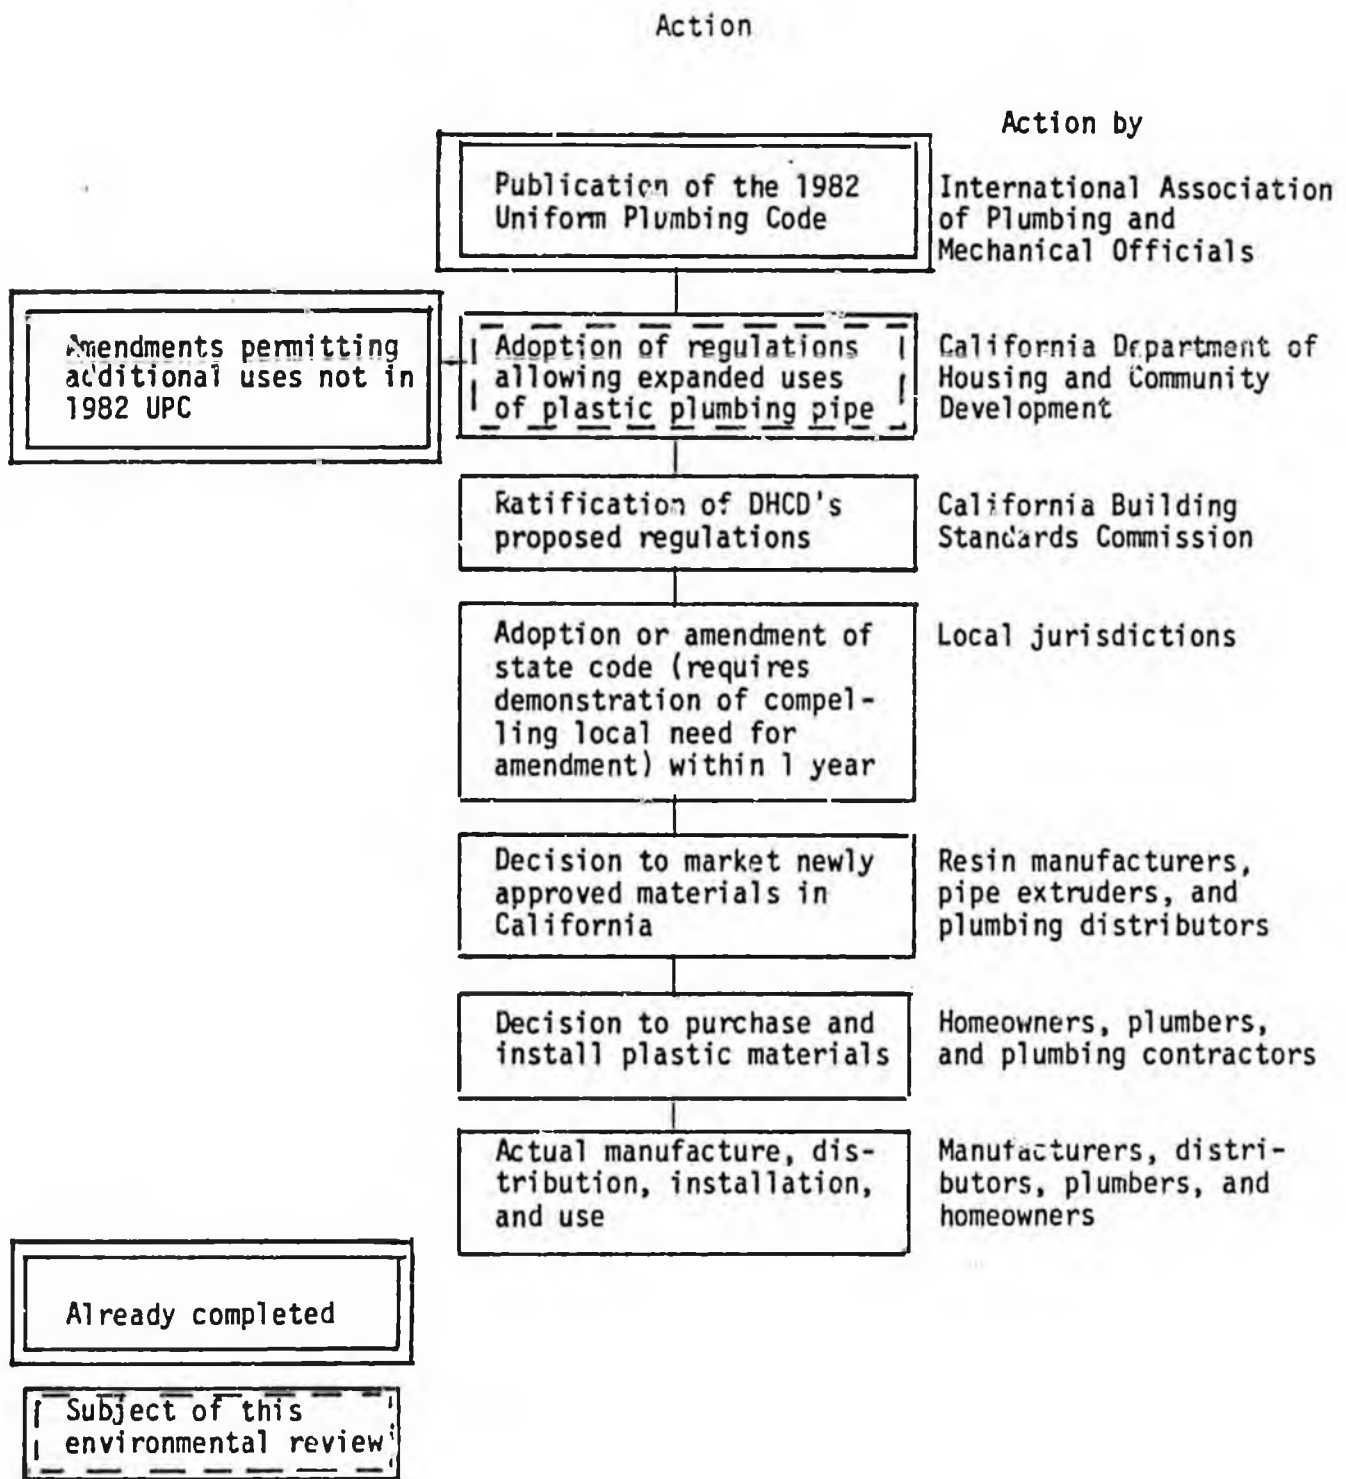 Action
Action by
Publication of the 1982
Uniform Plumbing Code
International Association
of Plumbing and
Mechanical Officials
Amendments permitting
additional uses not in
1982 UPC
Adoption of regulations
allowing expanded uses
of plastic plumbing pipe
California Department of
Housing and Community
Development
Ratification of DHCD's
proposed regulations
California Building
Standards Commission
Adoption or amendment of
state code (requires
demonstration of compel-
ling local need for
amendment) within 1 year
Local jurisdictions
Decision to market newly
approved materials in
California
Resin manufacturers,
pipe extruders, and
plumbing distributors
Decision to purchase and
install plastic materials
Homeowners, plumbers,
and plumbing contractors
Actual manufacture, dis-
tribution, installation,
and use
Manufacturers, distri-
butors, plumbers, and
homeowners
Already completed
Subject of this
environmental review